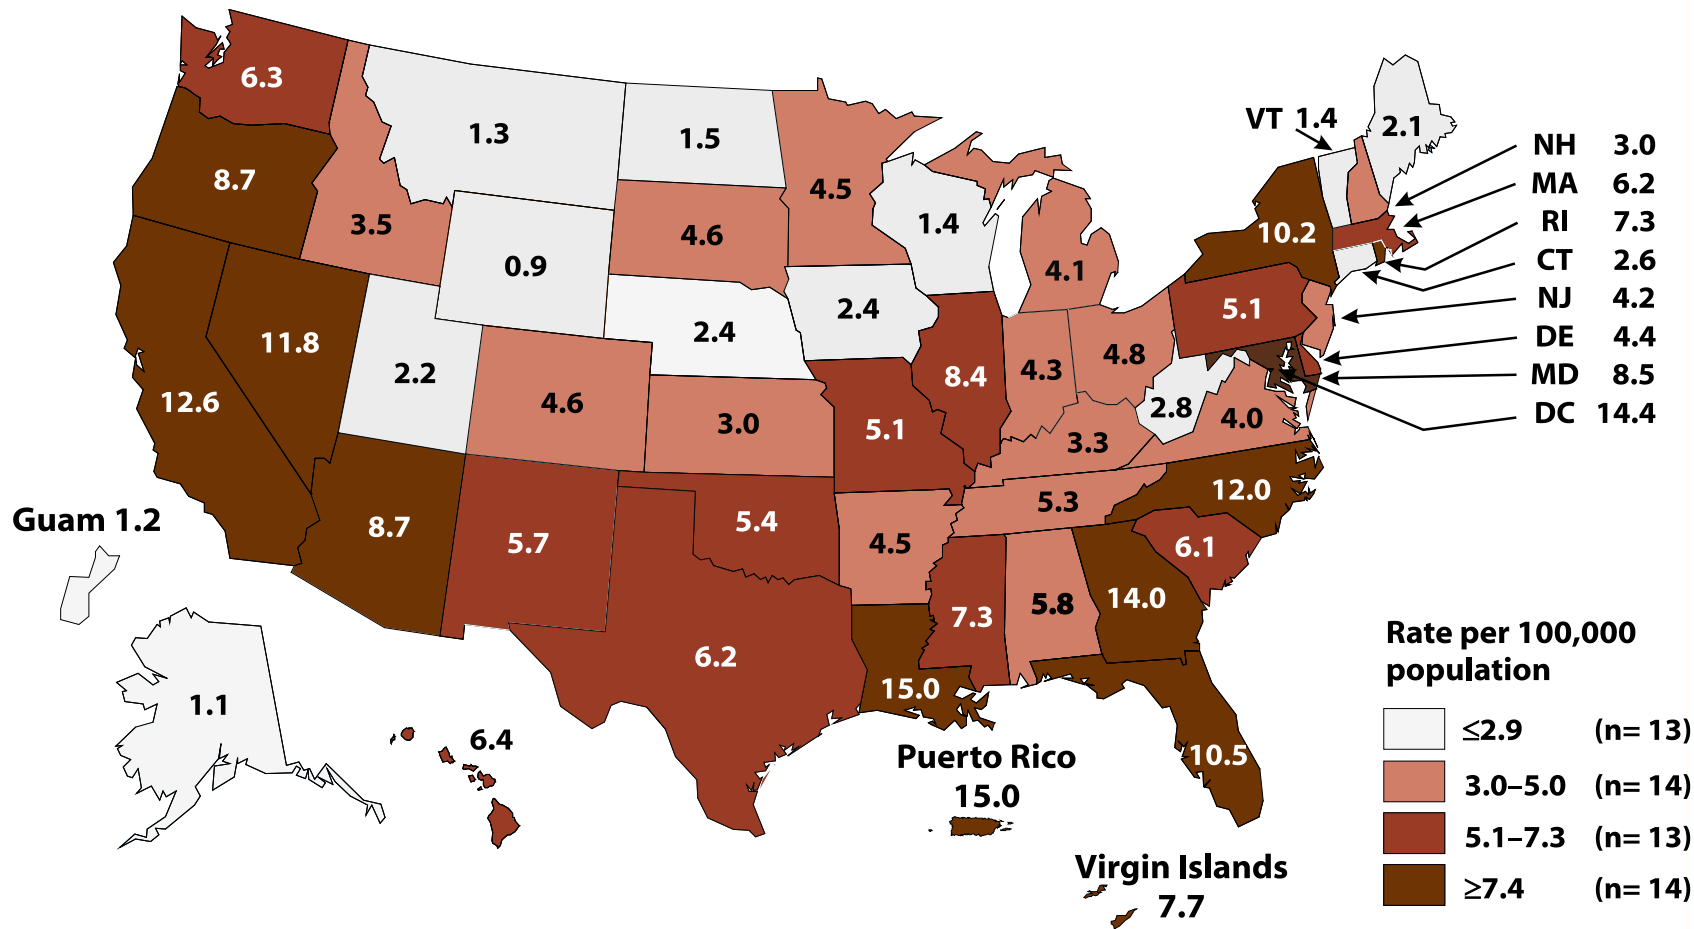 6.3
8.7
3.5
1.3
1.5
4.5
4.6
1.4
0.9
2.4
2.4
4.1
VT 1.4
2.1
10.2
NH 3.0
MA 6.2
RI 7.3
CT 2.6
NJ 4.2
DE 4.4
MD 8.5
DC 14.4
5.1
12.6
11.8
2.2
4.6
3.0
5.1
8.4
4.3
4.8
2.8
4.0
3.3
5.3
12.0
8.7
5.7
5.4
4.5
6.1
7.3
5.8
14.0
6.2
15.0
10.5
Guam 1.2
1.1
6.4
Puerto Rico
15.0
Virgin Islands
7.7
Rate per 100,000
population
≤2.9 (n= 13)
3.0–5.0 (n= 14)
5.1–7.3 (n= 13)
≥7.4 (n= 14)